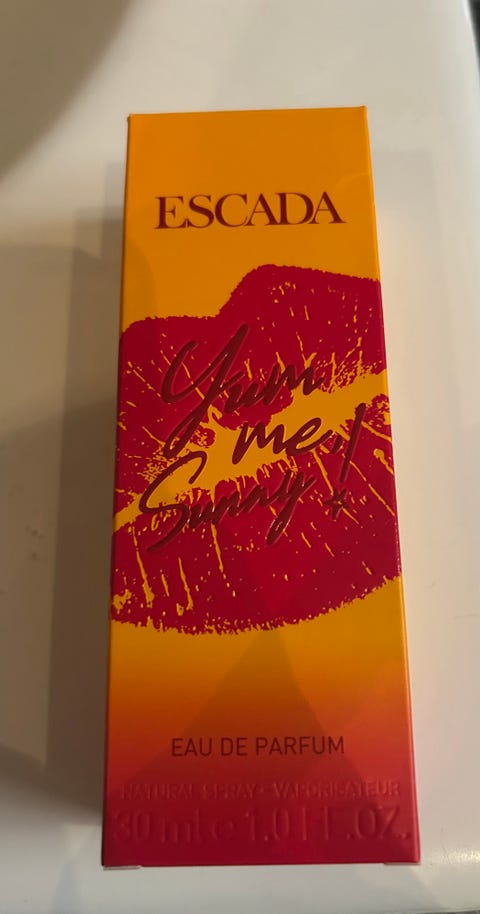 ESCADA
Yum
me!
Sunny
EAU DE PARFUM
NATURAL SPRAY - VAPORISATEUR
30 ml e 1.0 FL.OZ.